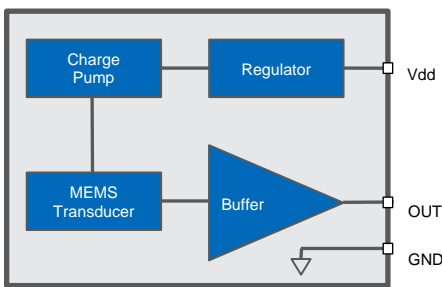 Charge
Pump
Regulator
Vdd
MEMS
Transducer
Buffer
OUT
GND